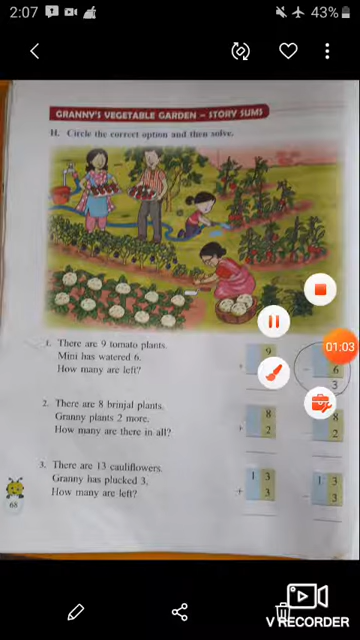 2:07
43%
GRANNY'S VEGETABLE GARDEN – STORY SUMS
H. Circle the correct option and then solve.
1. There are 9 tomato plants.
Mini has watered 6.
How many are left?
9
+
01:03
- 6
3
2. There are 8 brinjal plants.
Granny plants 2 more.
How are there in all?
8
+ 2
8
- 2
3. There are 13 cauliflowers.
Granny has plucked 3,
How many are left?
1 3
+ 3
1 3
- 3
68
V RECORDER